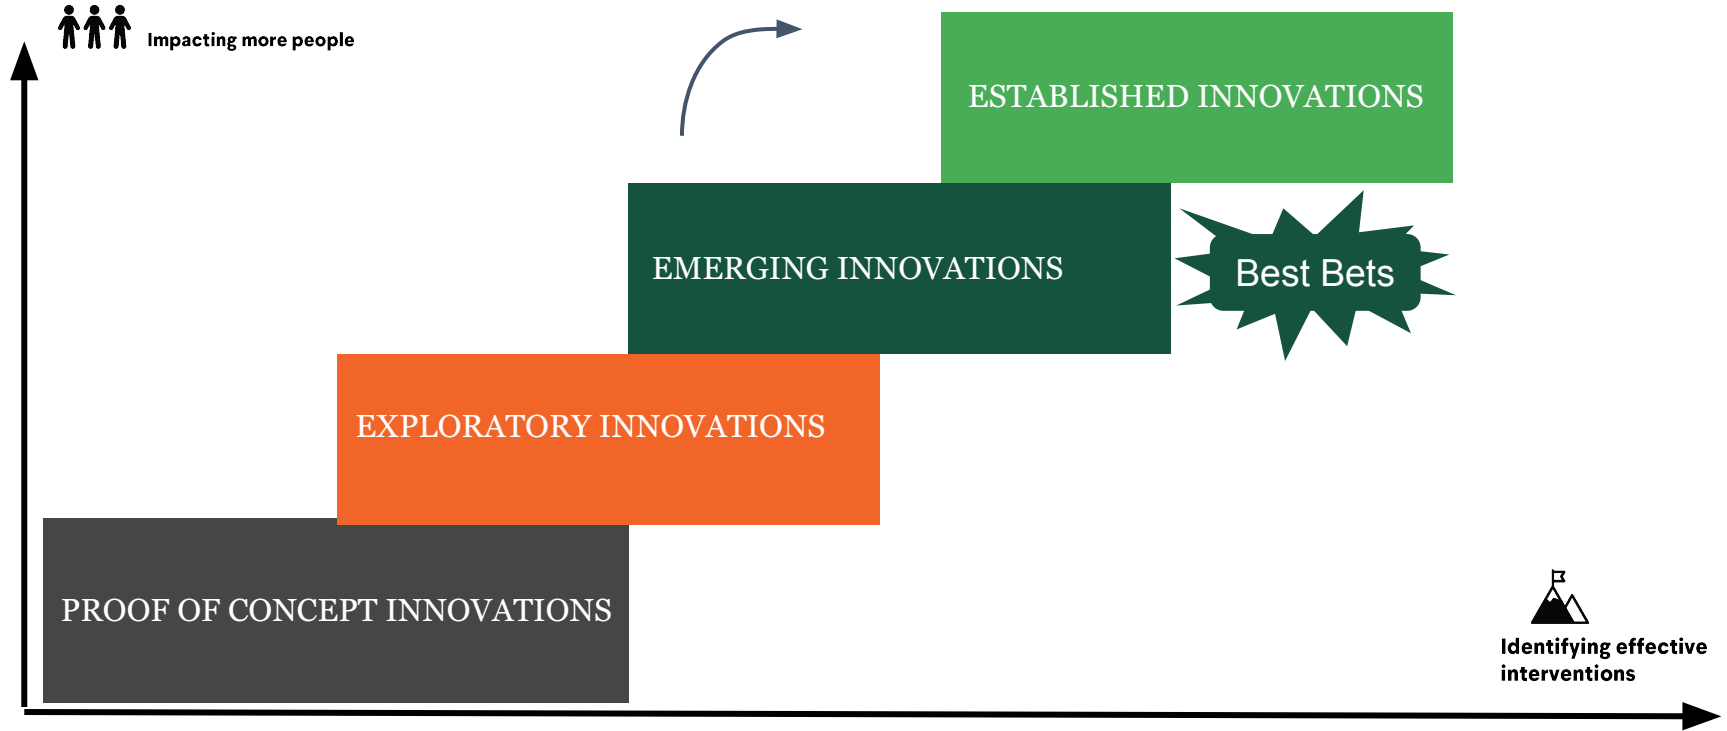 Impacting more people
ESTABLISHED INNOVATIONS
EMERGING INNOVATIONS
Best Bets
EXPLORATORY INNOVATIONS
PROOF OF CONCEPT INNOVATIONS
Identifying effective
interventions